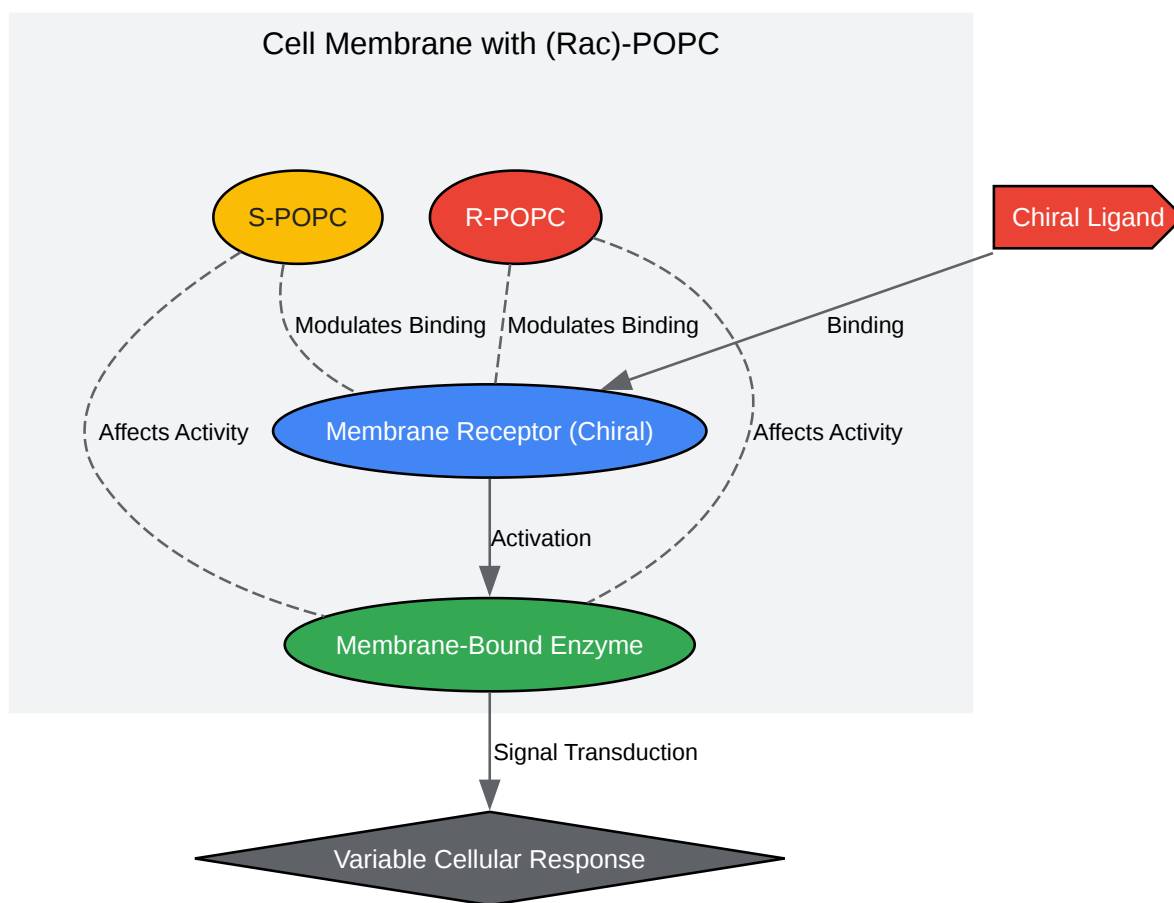 Cell Membrane with (Rac)-POPC
S-POPC
R-POPC
Chiral Ligand
Modulates Binding
Modulates Binding
Binding
Affects Activity
Membrane Receptor (Chiral)
Affects Activity
Activation
Membrane-Bound Enzyme
Signal Transduction
Variable Cellular Response